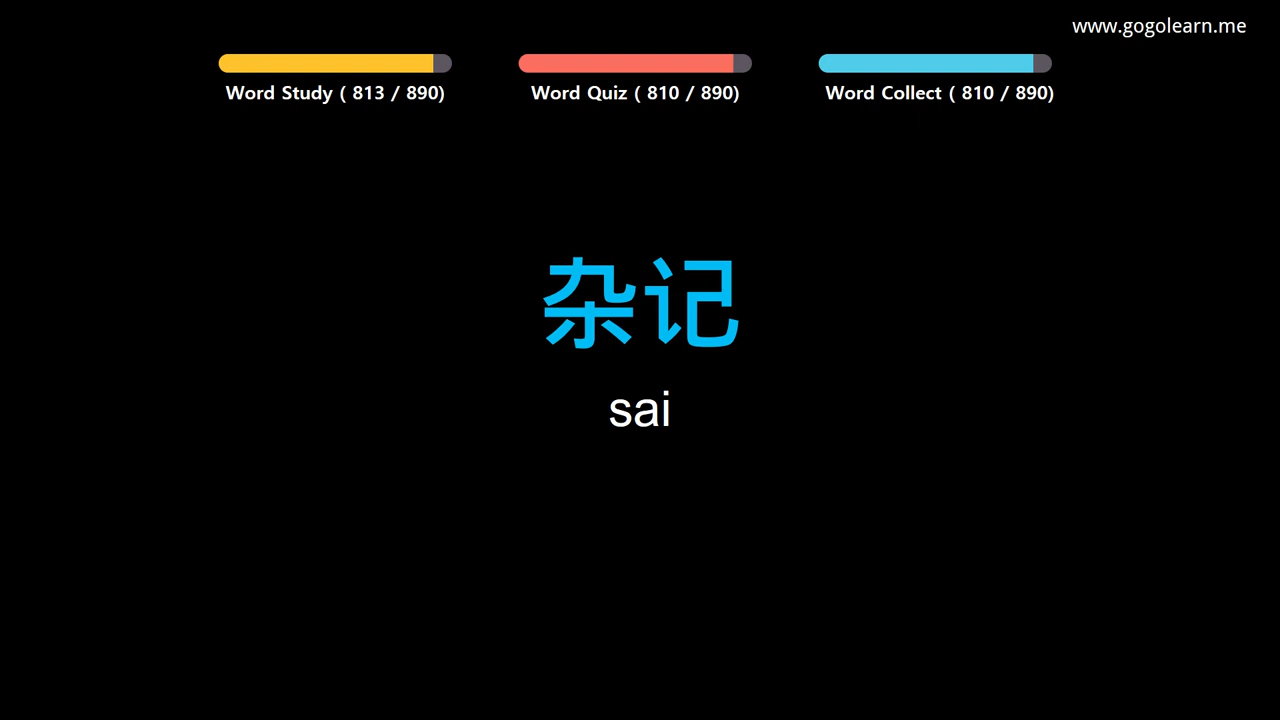 www.gogolearn.me
Word Study ( 813 / 890)
Word Quiz ( 810 / 890)
Word Collect ( 810 / 890)
杂记
sai